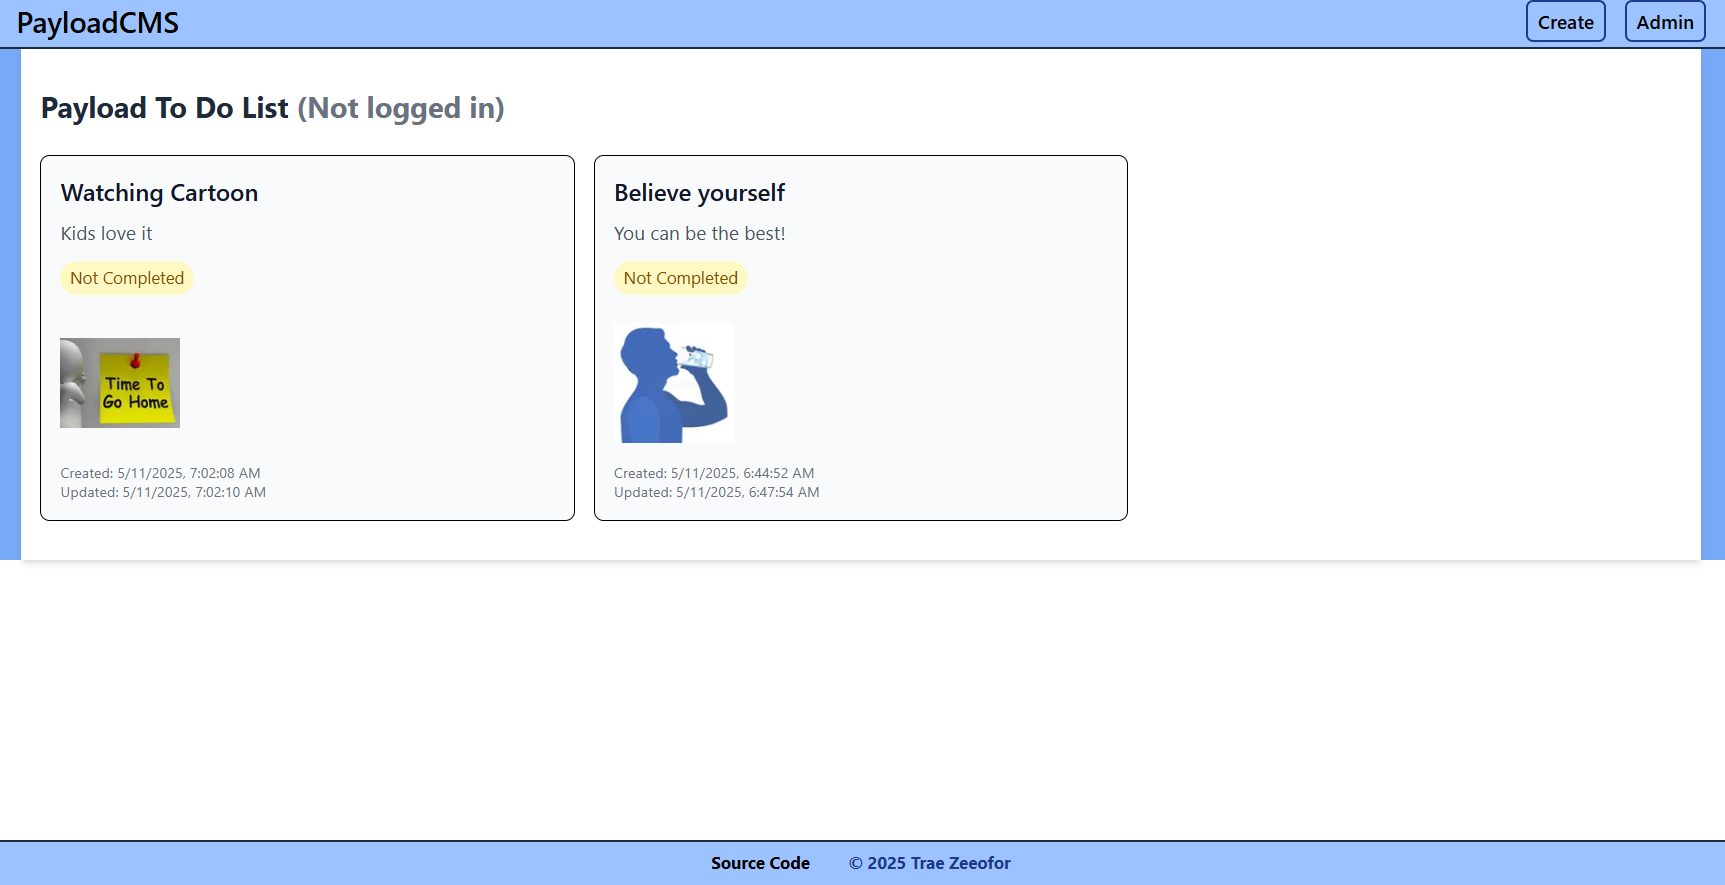 PayloadCMS
Create
Admin
Payload To Do List (Not logged in)
Watching Cartoon
Kids love it
Not Completed
Time To
Go Home
Created: 5/11/2025, 7:02:08 AM
Updated: 5/11/2025, 7:02:10 AM
Believe yourself
You can be the best!
Not Completed
Created: 5/11/2025, 6:44:52 AM
Updated: 5/11/2025, 6:47:54 AM
Source Code
© 2025 Trae Zeeofor